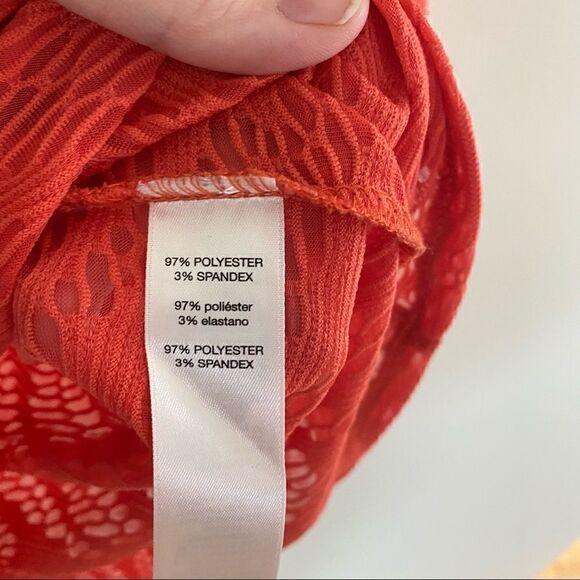 97% POLYESTER
3% SPANDEX
97% poliéster
3% elastano
97% POLYESTER
3% SPANDEX